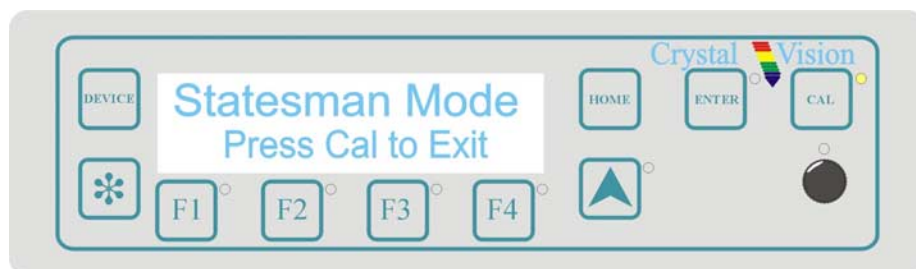 Crystal Vision
DEVICE
Statesman Mode
Press Cal to Exit
HOME
ENTER
CAL
F1
F2
F3
F4